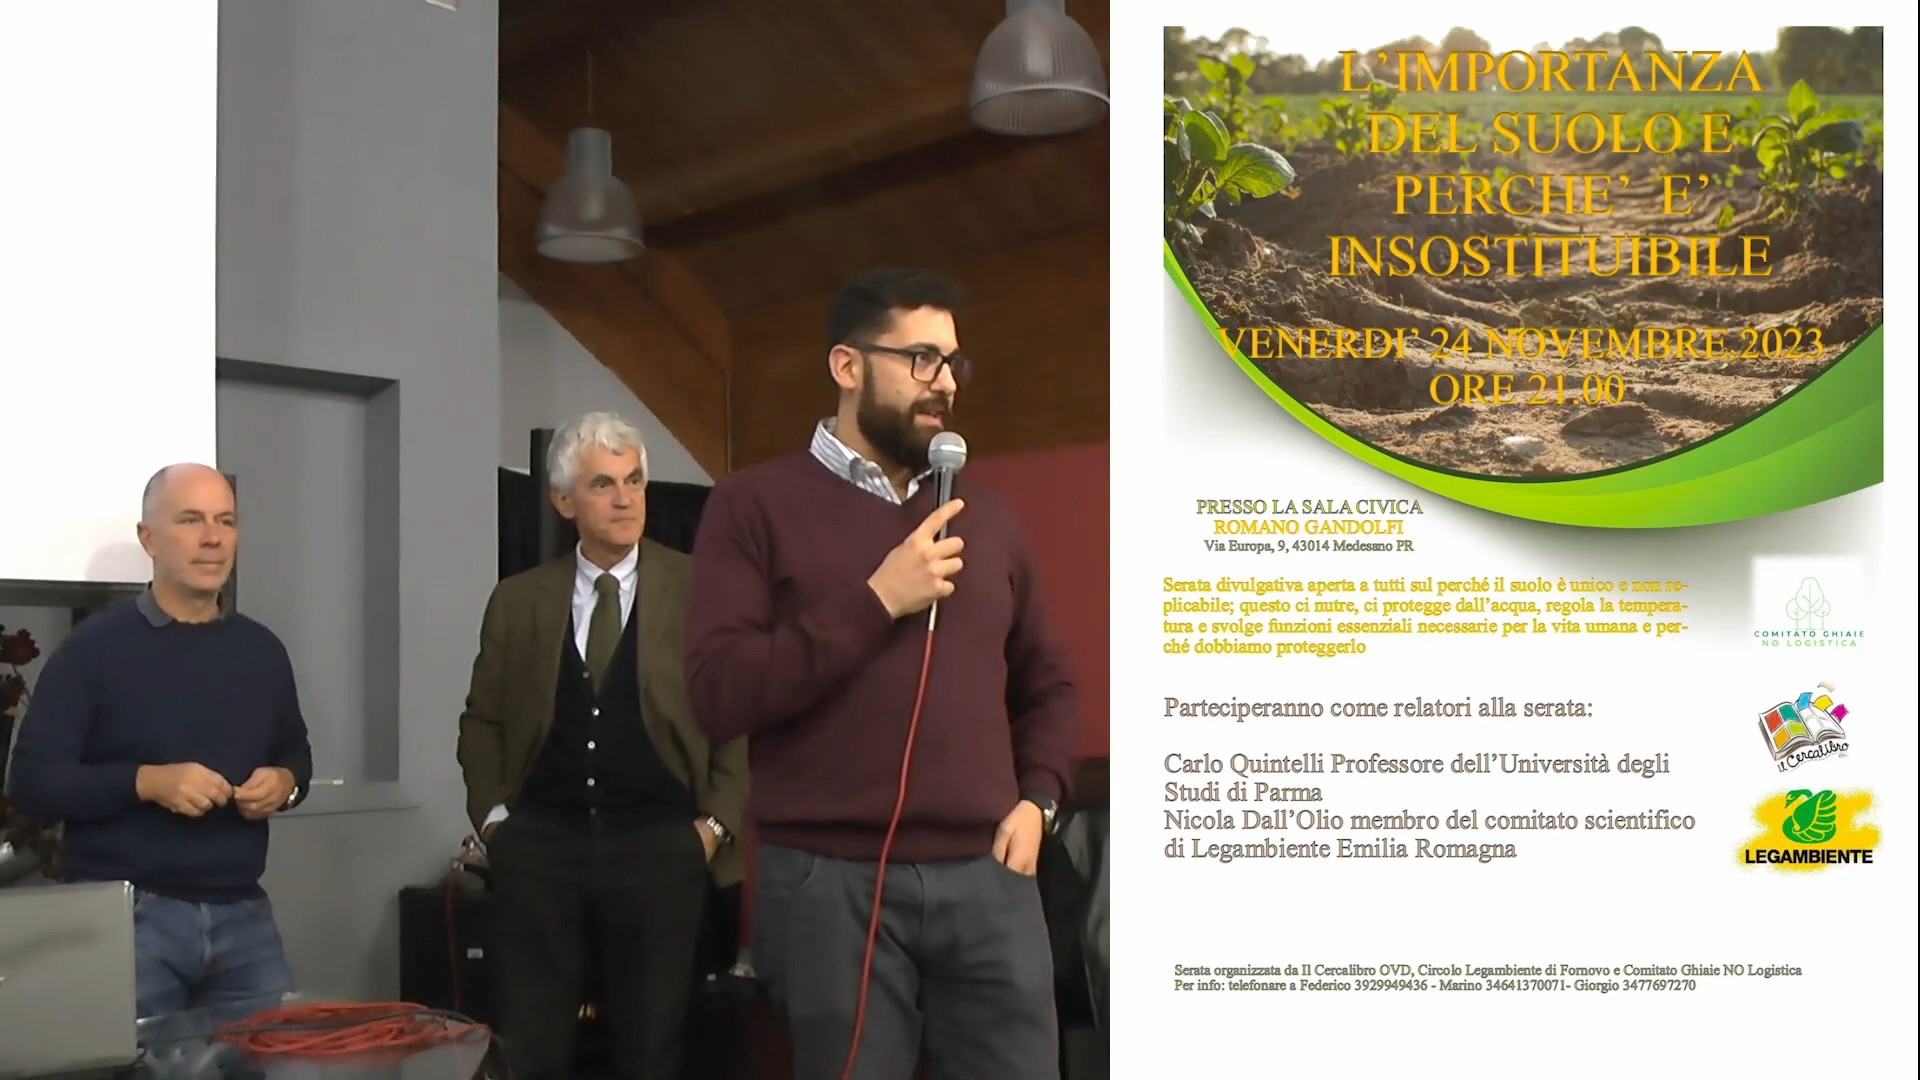 L’IMPORTANZA
DEL SUOLO E
PERCHE’ E’
INSOSTITUIBILE
VENERDI’ 24 NOVEMBRE 2023
ORE 21.00
PRESSO LA SALA CIVICA
ROMANO GANDOLFI
Via Europa, 9, 43014 Medesano PR
Serata divulgativa aperta a tutti sul perché il suolo è unico e non re-
plicabile; questo ci nutre, ci protegge dall’acqua, regola la tempera-
tura e svolge funzioni essenziali necessarie per la vita umana e per-
ché dobbiamo proteggerlo
COMITATO GHIAIE
NO LOGISTICA
Parteciperanno come relatori alla serata:
Carlo Quintelli Professore dell’Università degli
Studi di Parma
Nicola Dall’Olio membro del comitato scientifico
di Legambiente Emilia Romagna
il Cercalibro
LEGAMBIENTE
Serata organizzata da Il Cercalibro OVD, Circolo Legambiente di Fornovo e Comitato Ghiaie NO Logistica
Per info: telefonare a Federico 3929949436 - Marino 34641370071- Giorgio 3477697270